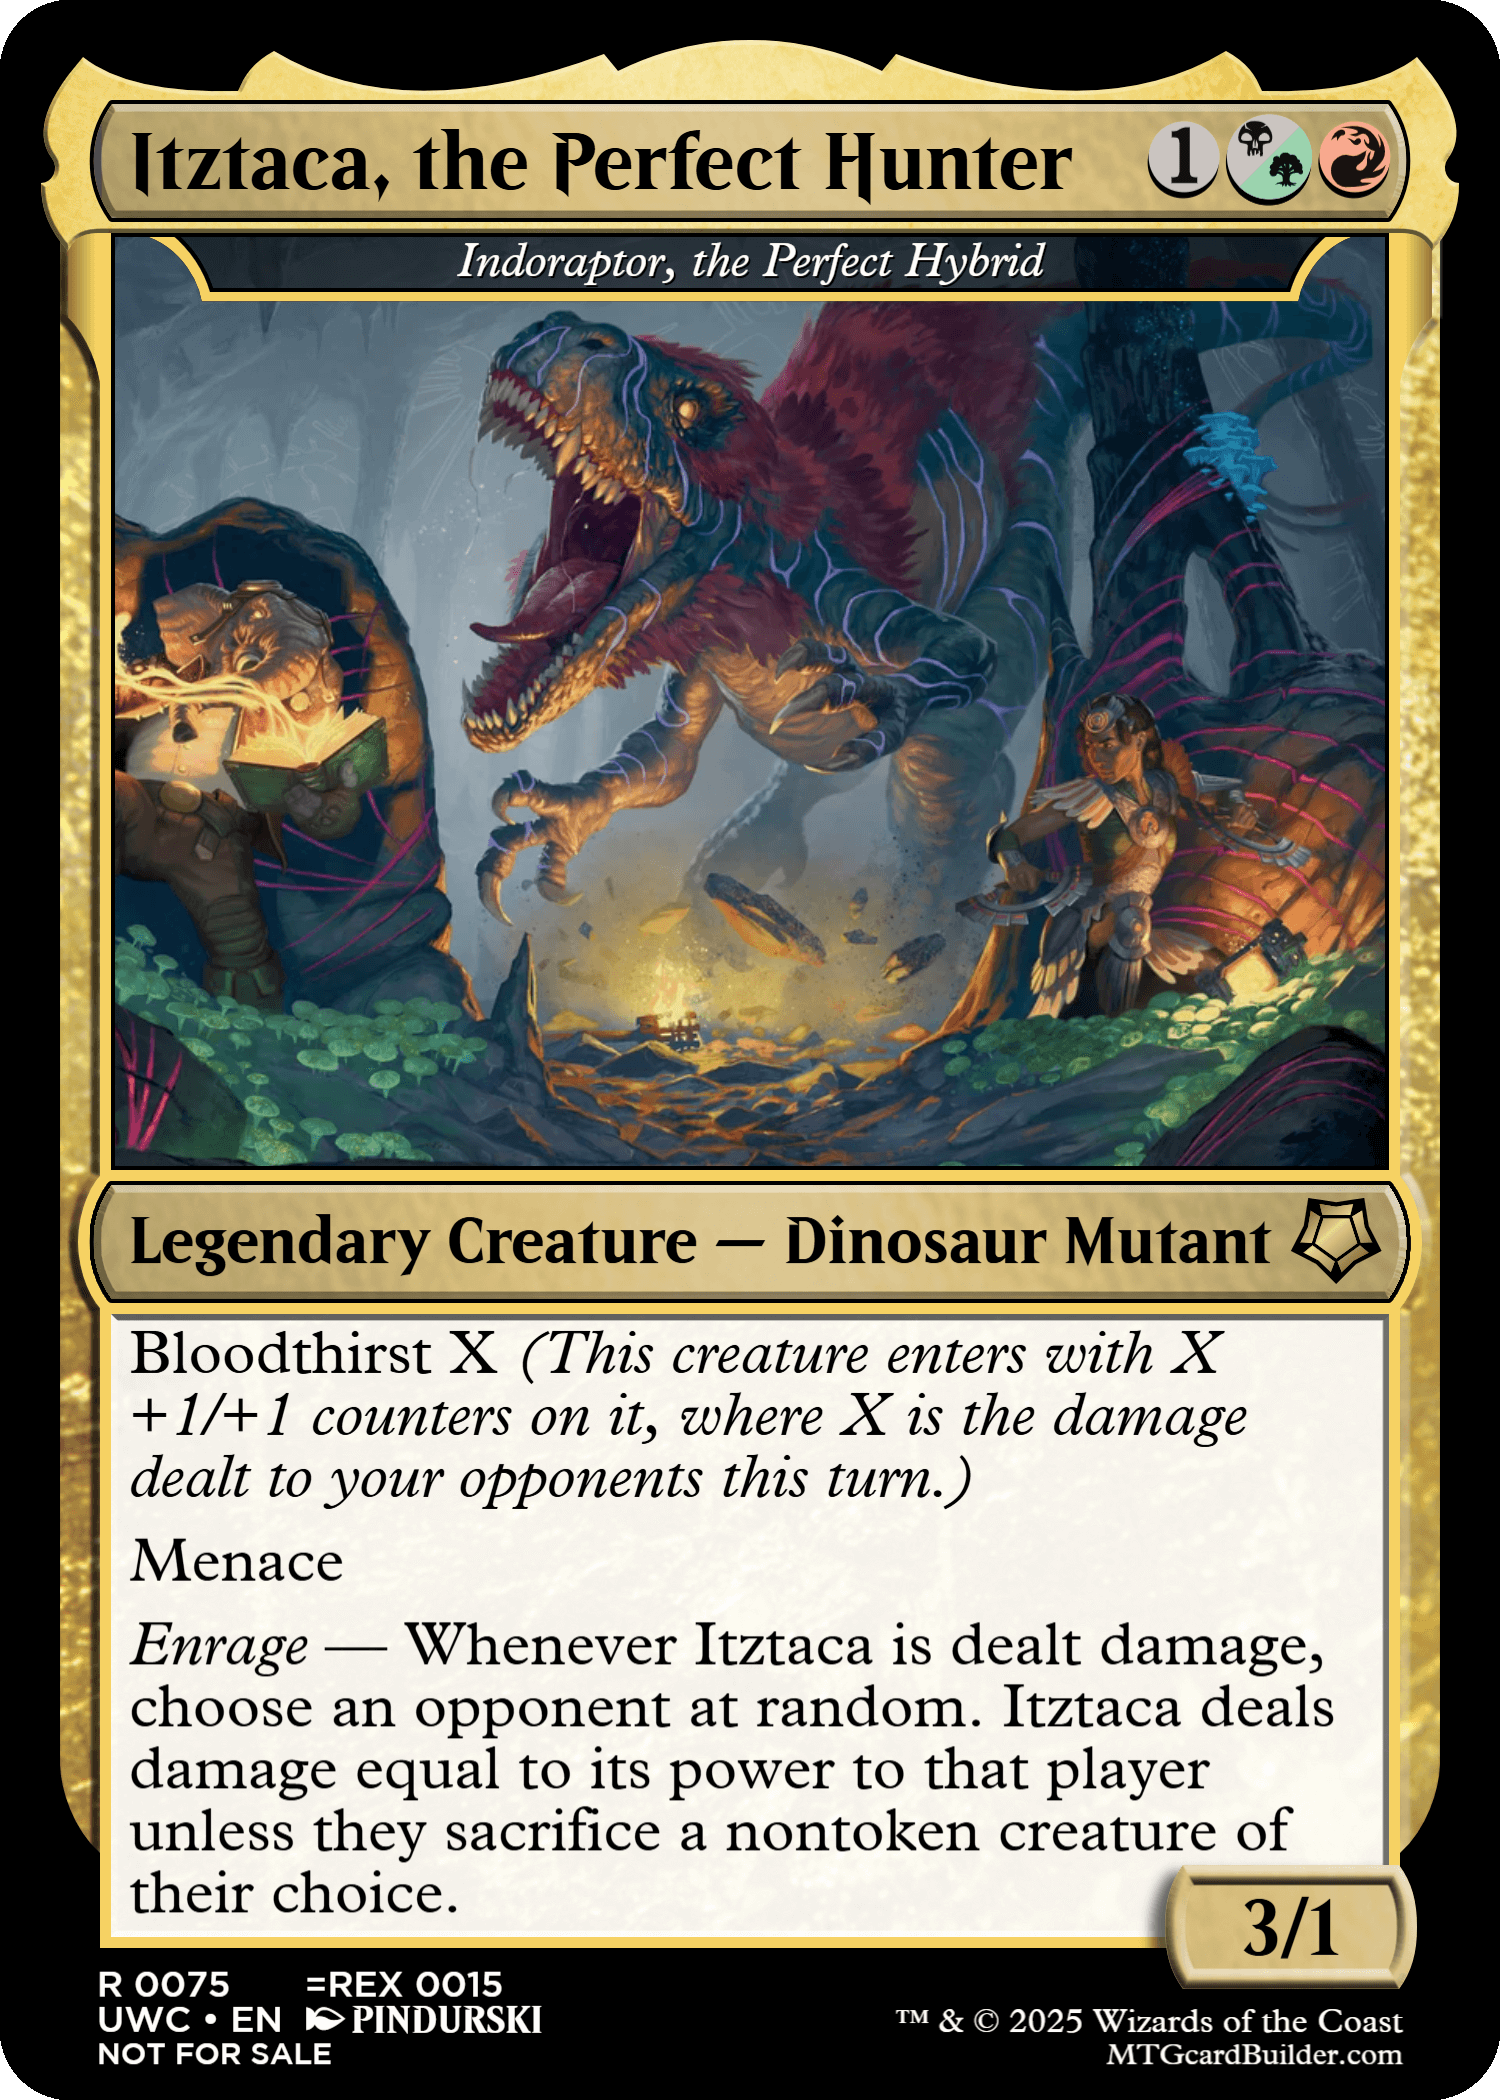 Itztaca, the Perfect Hunter 1
Indoraptor, the Perfect Hybrid
Legendary Creature — Dinosaur Mutant
Bloodthirst X (This creature enters with X
+1/+1 counters on it, where X is the damage
dealt to your opponents this turn.)
Menace
Enrage — Whenever Itztaca is dealt damage,
choose an opponent at random. Itztaca deals
damage equal to its power to that player
unless they sacrifice a nontoken creature of
their choice.
3/1
R 0075 =REX 0015
UWC • EN PINDURSKI
NOT FOR SALE
™ & © 2025 Wizards of the Coast
MTGcardBuilder.com